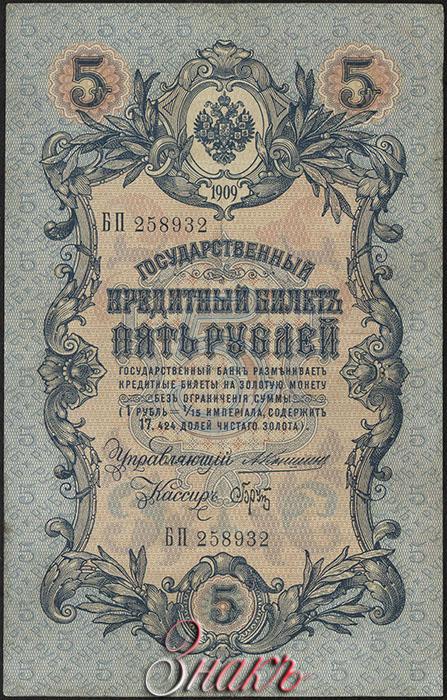 5 5
1909
БП 258932
ГОСУДАРСТВЕННЫЙ
КРЕДИТНЫЙ БИЛЕТЪ
ПЯТЬ РУБЛЕЙ
ГОСУДАРСТВЕННЫЙ БАНКЪ РАЗМѢНИВАЕТЪ
КРЕДИТНЫЕ БИЛЕТЫ НА ЗОЛОТУЮ МОНЕТУ
БЕЗЪ ОГРАНИЧЕНІЯ СУММЫ
(1 РУБЛЬ = 1/15 ИМПЕРІАЛА, СОДЕРЖИТЪ
17,424 ДОЛЕЙ ЧИСТАГО ЗОЛОТА).
Управляющій
Кассиръ
БП 258932
5
Знакъ